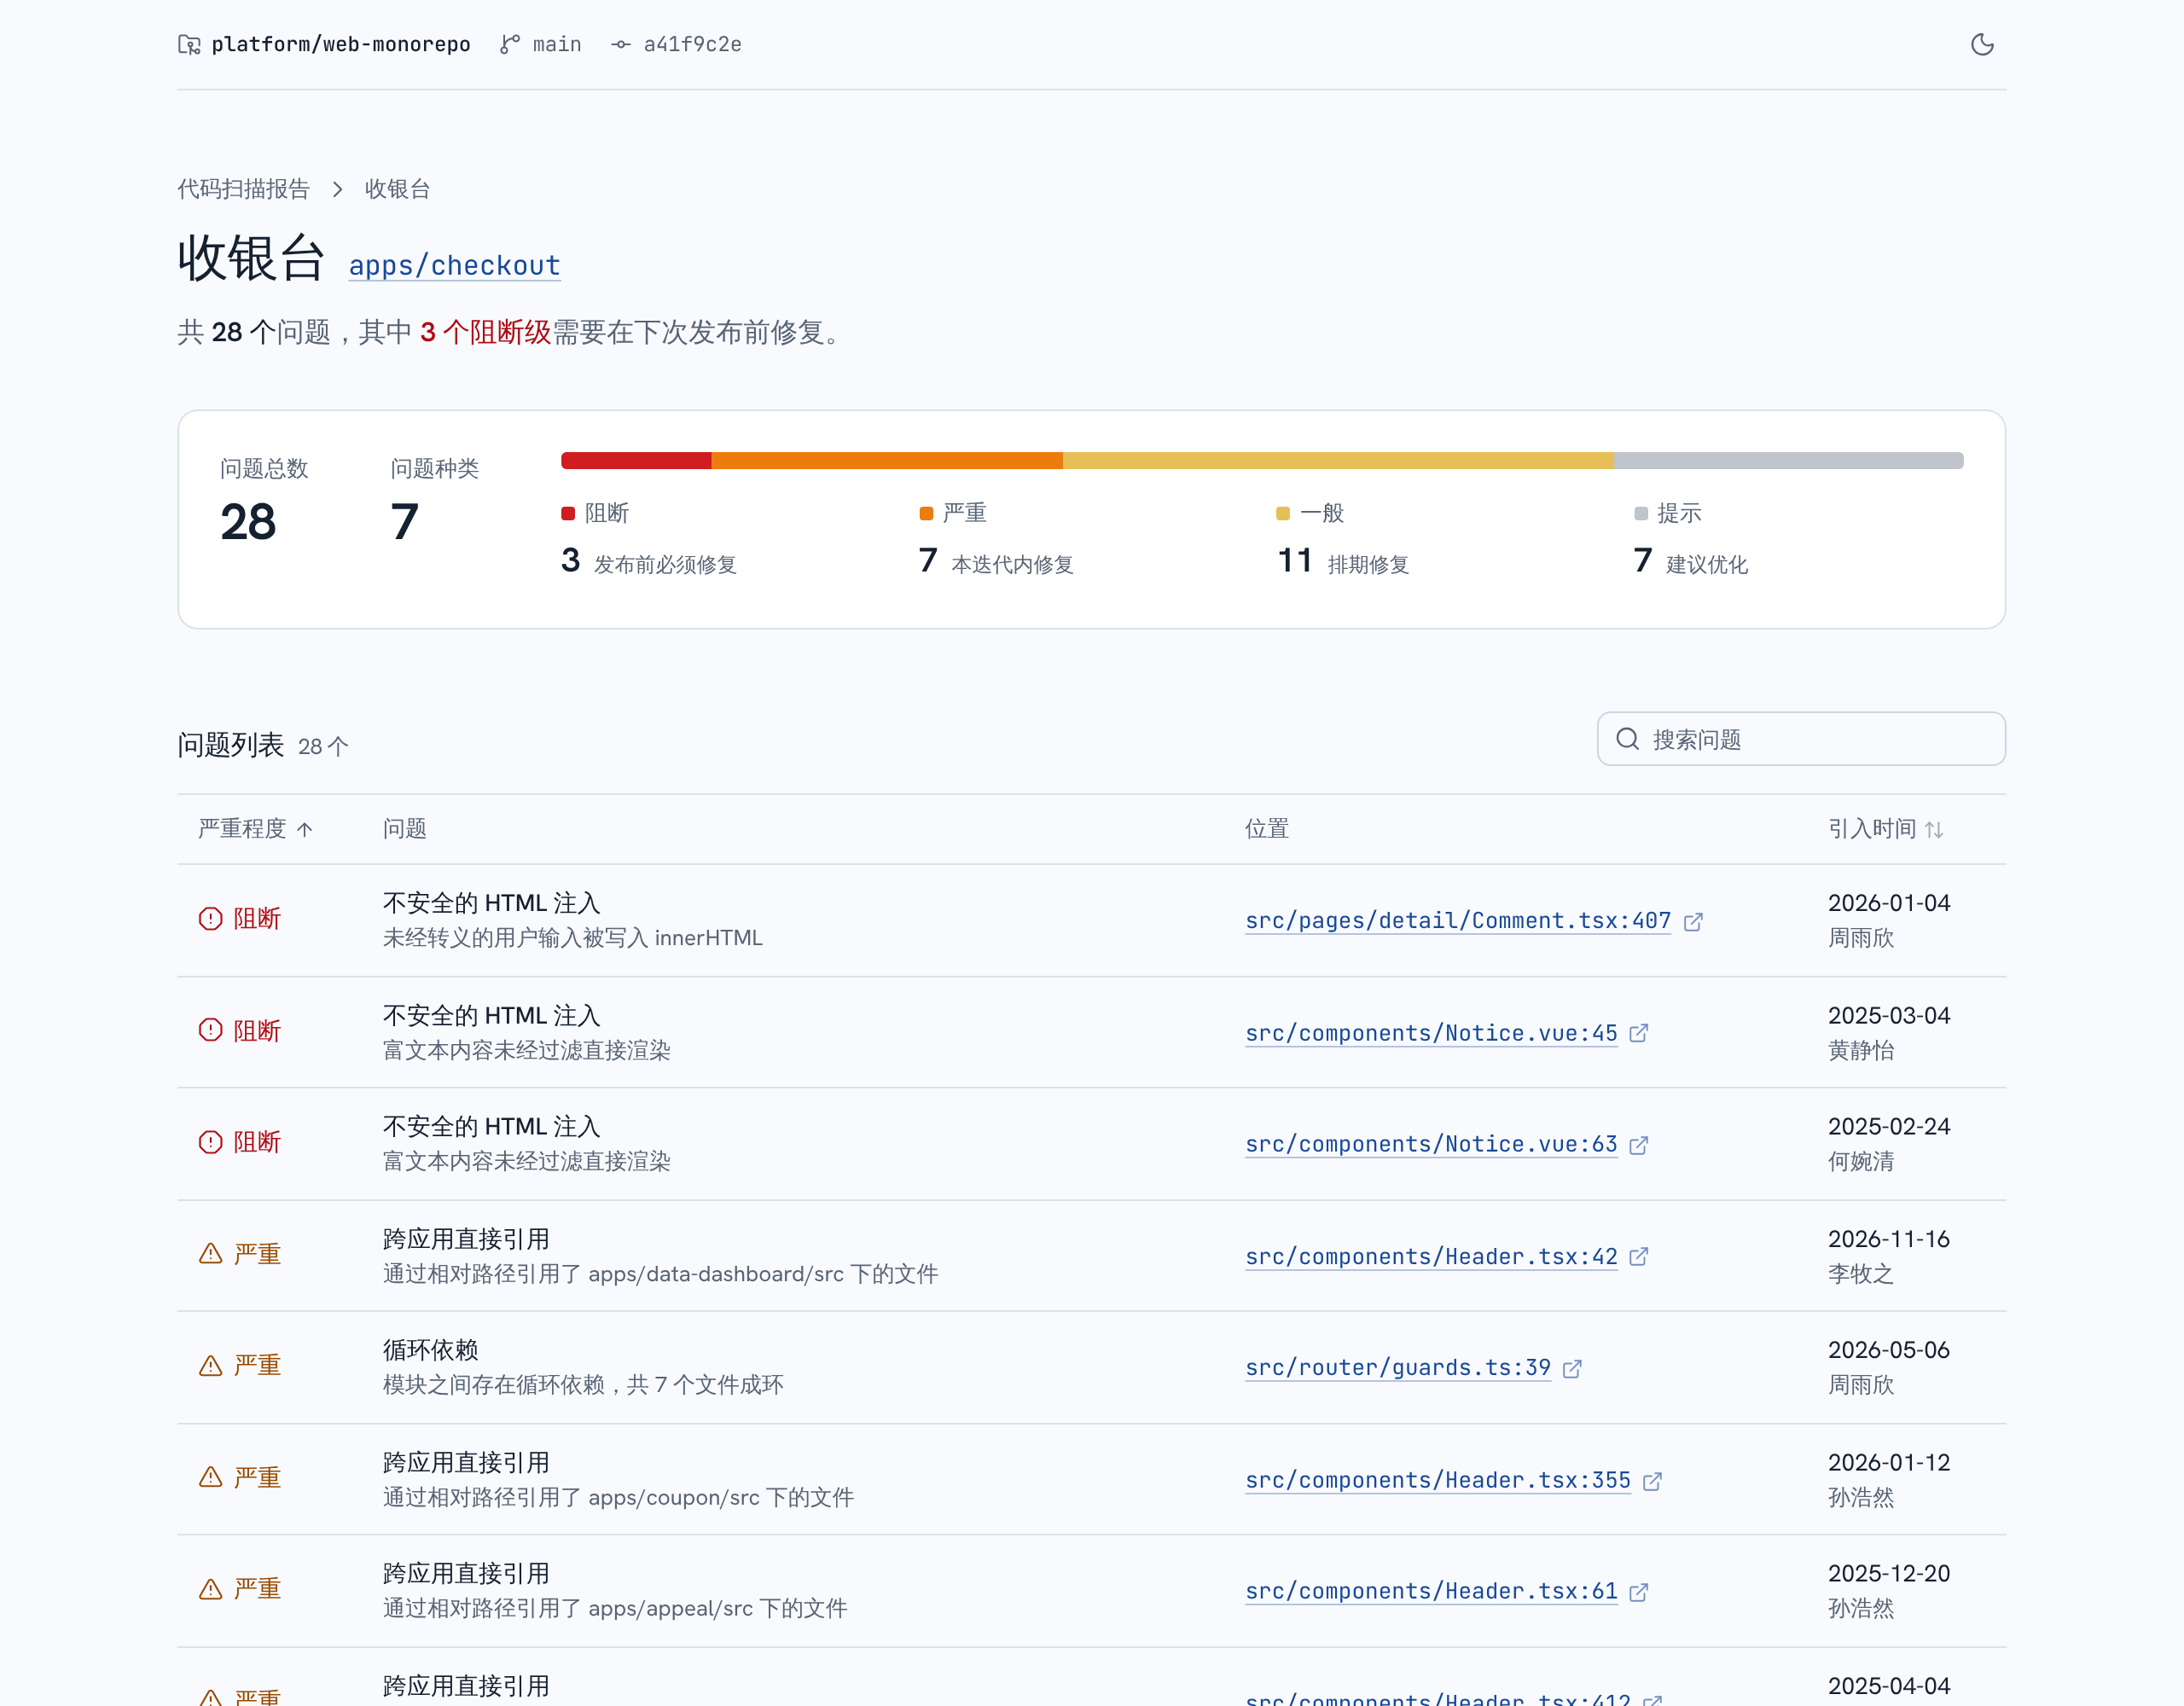 platform/web-monorepo main a41f9c2e
代码扫描报告 > 收银台
收银台 apps/checkout
共 28 个问题，其中 3 个阻断级需要在下次发布前修复。
问题总数 问题种类
28 7
阻断 严重 一般 提示
3 发布前必须修复 7 本迭代内修复 11 排期修复 7 建议优化
问题列表 28 个 搜索问题
严重程度 问题 位置 引入时间
阻断 不安全的 HTML 注入 src/pages/detail/Comment.tsx:407 2026-01-04
未经转义的用户输入被写入 innerHTML 周雨欣
阻断 不安全的 HTML 注入 src/components/Notice.vue:45 2025-03-04
富文本内容未经过滤直接渲染 黄静怡
阻断 不安全的 HTML 注入 src/components/Notice.vue:63 2025-02-24
富文本内容未经过滤直接渲染 何婉清
严重 跨应用直接引用 src/components/Header.tsx:42 2026-11-16
通过相对路径引用了 apps/data-dashboard/src 下的文件 李牧之
严重 循环依赖 src/router/guards.ts:39 2026-05-06
模块之间存在循环依赖，共 7 个文件成环 周雨欣
严重 跨应用直接引用 src/components/Header.tsx:355 2026-01-12
通过相对路径引用了 apps/coupon/src 下的文件 孙浩然
严重 跨应用直接引用 src/components/Header.tsx:61 2025-12-20
通过相对路径引用了 apps/appeal/src 下的文件 孙浩然
严重 跨应用直接引用 src/components/Header.tsx:412 2025-04-04